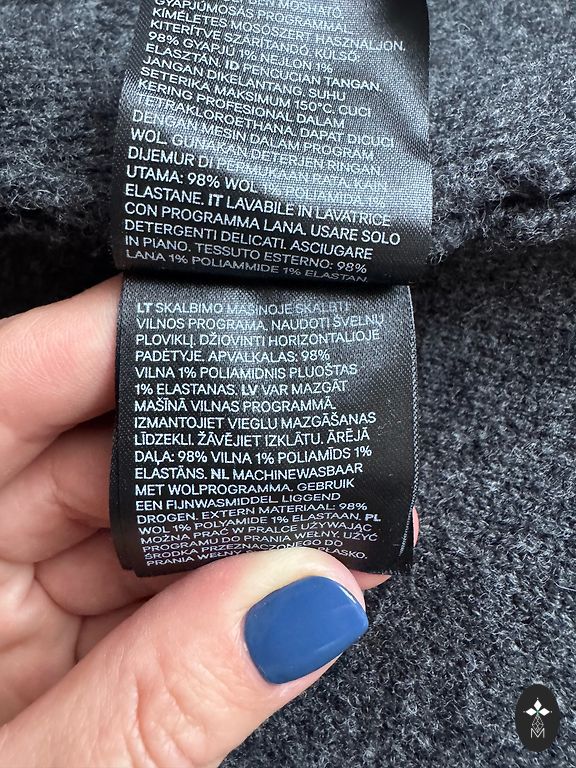 BEN MOSHATÓ
GYAPJÚMOSÁS PROGRAMMAL.
KÍMÉLETES MOSÓSZERT HASZNÁLJON.
KITERÍTVE SZÁRÍTANDÓ. KÜLSŐ:
98% GYAPJÚ 1% NEJLON 1%
ELASZTÁN. ID PENCUCIAN TANGAN.
JANGAN DIKELANTANG. SUHU
SETERIKA MAKSIMUM 150°C. CUCI
KERING PROFESIONAL DALAM
TETRAKLOROETHANA. DAPAT DICUCI
DENGAN MESIN DALAM PROGRAM
WOL. GUNAKAN DETERJEN RINGAN
DIJEMUR DI PERMUKAAN RATA. KAIN
UTAMA: 98% WOL 1% POLIAMIDA 1%
ELASTANE. IT LAVABILE IN LAVATRICE
CON PROGRAMMA LANA. USARE SOLO
DETERGENTI DELICATI. ASCIUGARE
IN PIANO. TESSUTO ESTERNO: 98%
LANA 1% POLIAMMIDE 1% ELASTAN.
LT SKALBIMO MAŠINOJE SKALBTI
VILNOS PROGRAMA. NAUDOTI ŠVELNŲ
PLOVIKLĮ. DŽIOVINTI HORIZONTALIOJE
PADĖTYJE. APVALKALAS: 98%
VILNA 1% POLIAMIDNIS PLUOŠTAS
1% ELASTANAS. LV VAR MAZGĀT
MAŠĪNĀ VILNAS PROGRAMMĀ.
IZMANTOJIET VIEGLU MAZGĀŠANAS
LĪDZEKLI. ŽĀVĒJIET IZKLĀTU. ĀRĒJĀ
DAĻA: 98% VILNA 1% POLIAMĪDS 1%
ELASTĀNS. NL MACHINEWASBAAR
MET WOLPROGRAMMA. GEBRUIK
EEN FIJNWASMIDDEL. LIGGEND
DROGEN. EXTERN MATERIAAL: 98%
WOL 1% POLYAMIDE 1% ELASTAAN. PL
MOŻNA PRAĆ W PRALCE UŻYWAJĄC
PROGRAMU DO PRANIA WEŁNY. UŻYĆ
ŚRODKA PRZEZNACZONEGO DO
PRANIA WEŁNY PŁASKO.
M